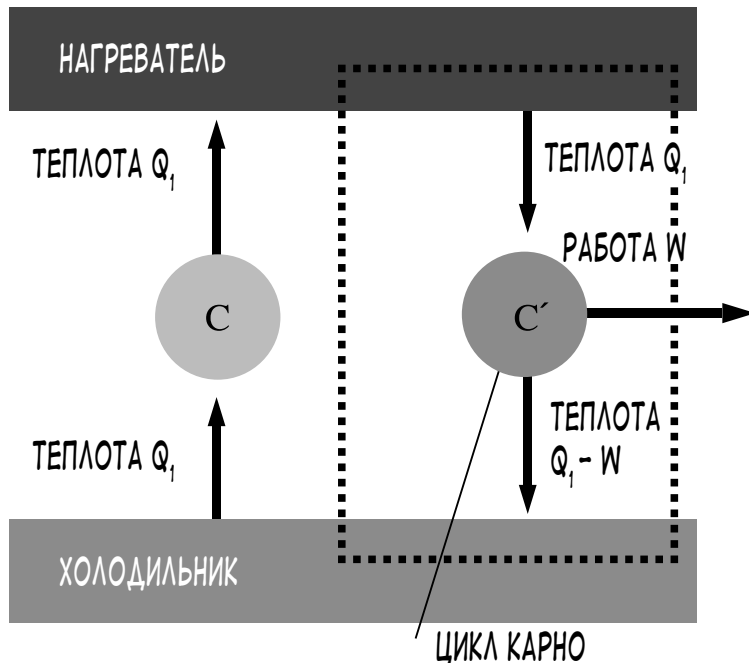 НАГРЕВАТЕЛЬ
ТЕПЛОТА Q₁
ТЕПЛОТА Q₁
РАБОТА W
C
C´
ТЕПЛОТА Q₁
ТЕПЛОТА
Q₁ – W
ХОЛОДИЛЬНИК
ЦИКЛ КАРНО